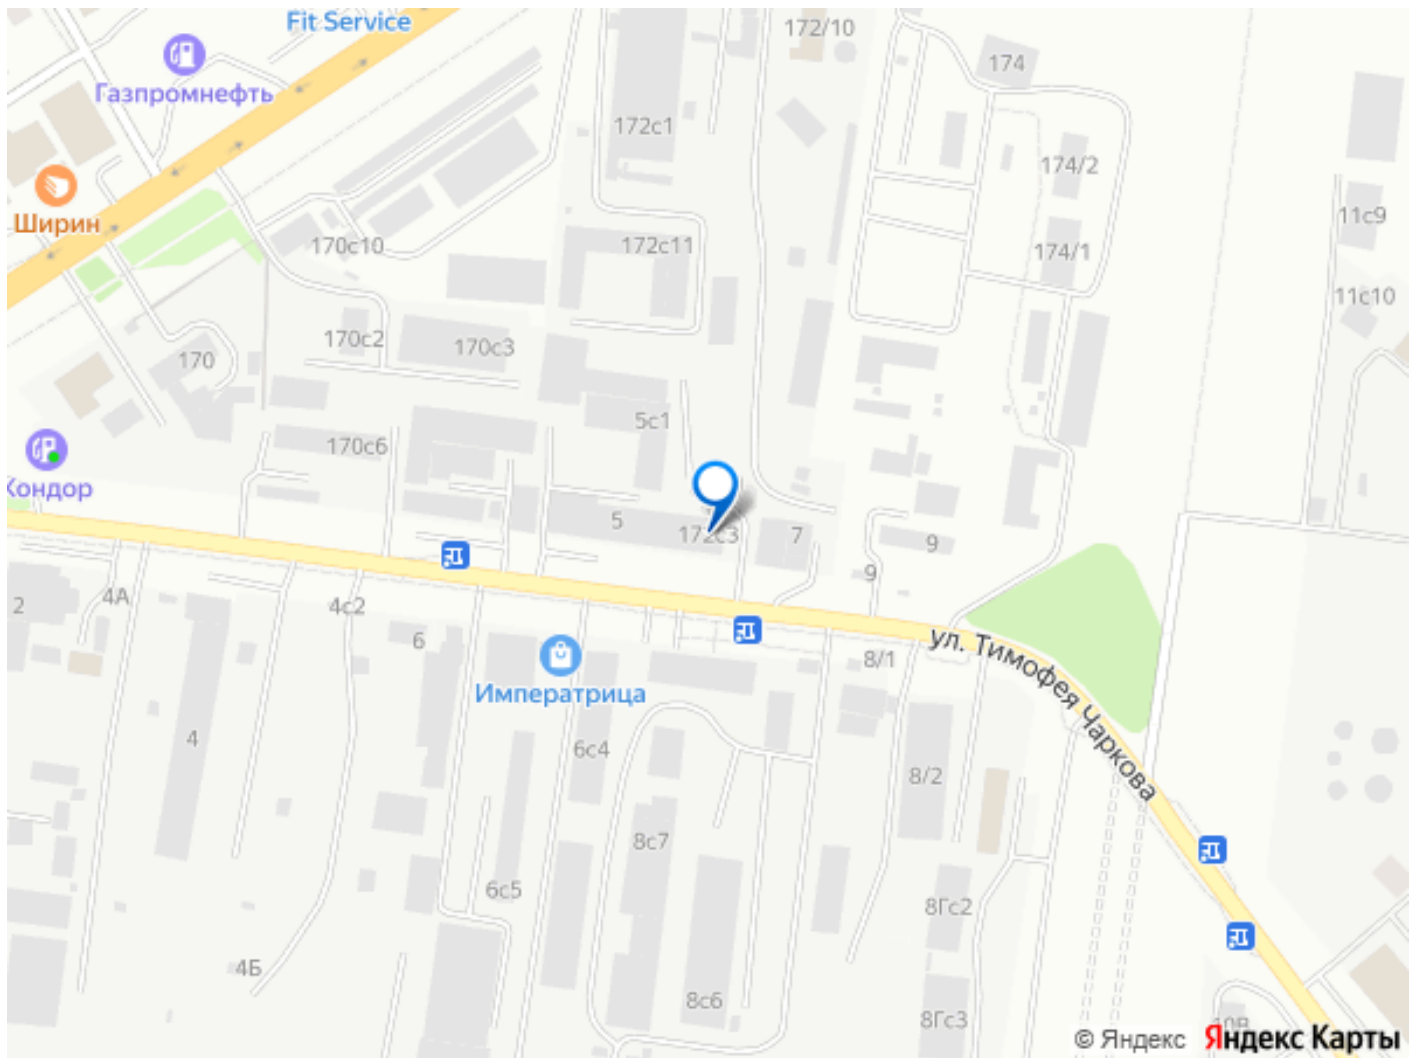 Fit Service
172/10
174
Газпромнефть
172с1
174/2
Ширин
11с9
170с10
172с11
174/1
11с10
170с2
170с3
170
5с1
170с6
Кондор
5
172с3
7
9
9
4А
2
4с2
6
8/1
ул. Тимофея Чаркова
Императрица
4
6с4
8/2
8с7
6с5
8Гс2
4Б
8с6
8Гс3
10В
© Яндекс Яндекс Карты